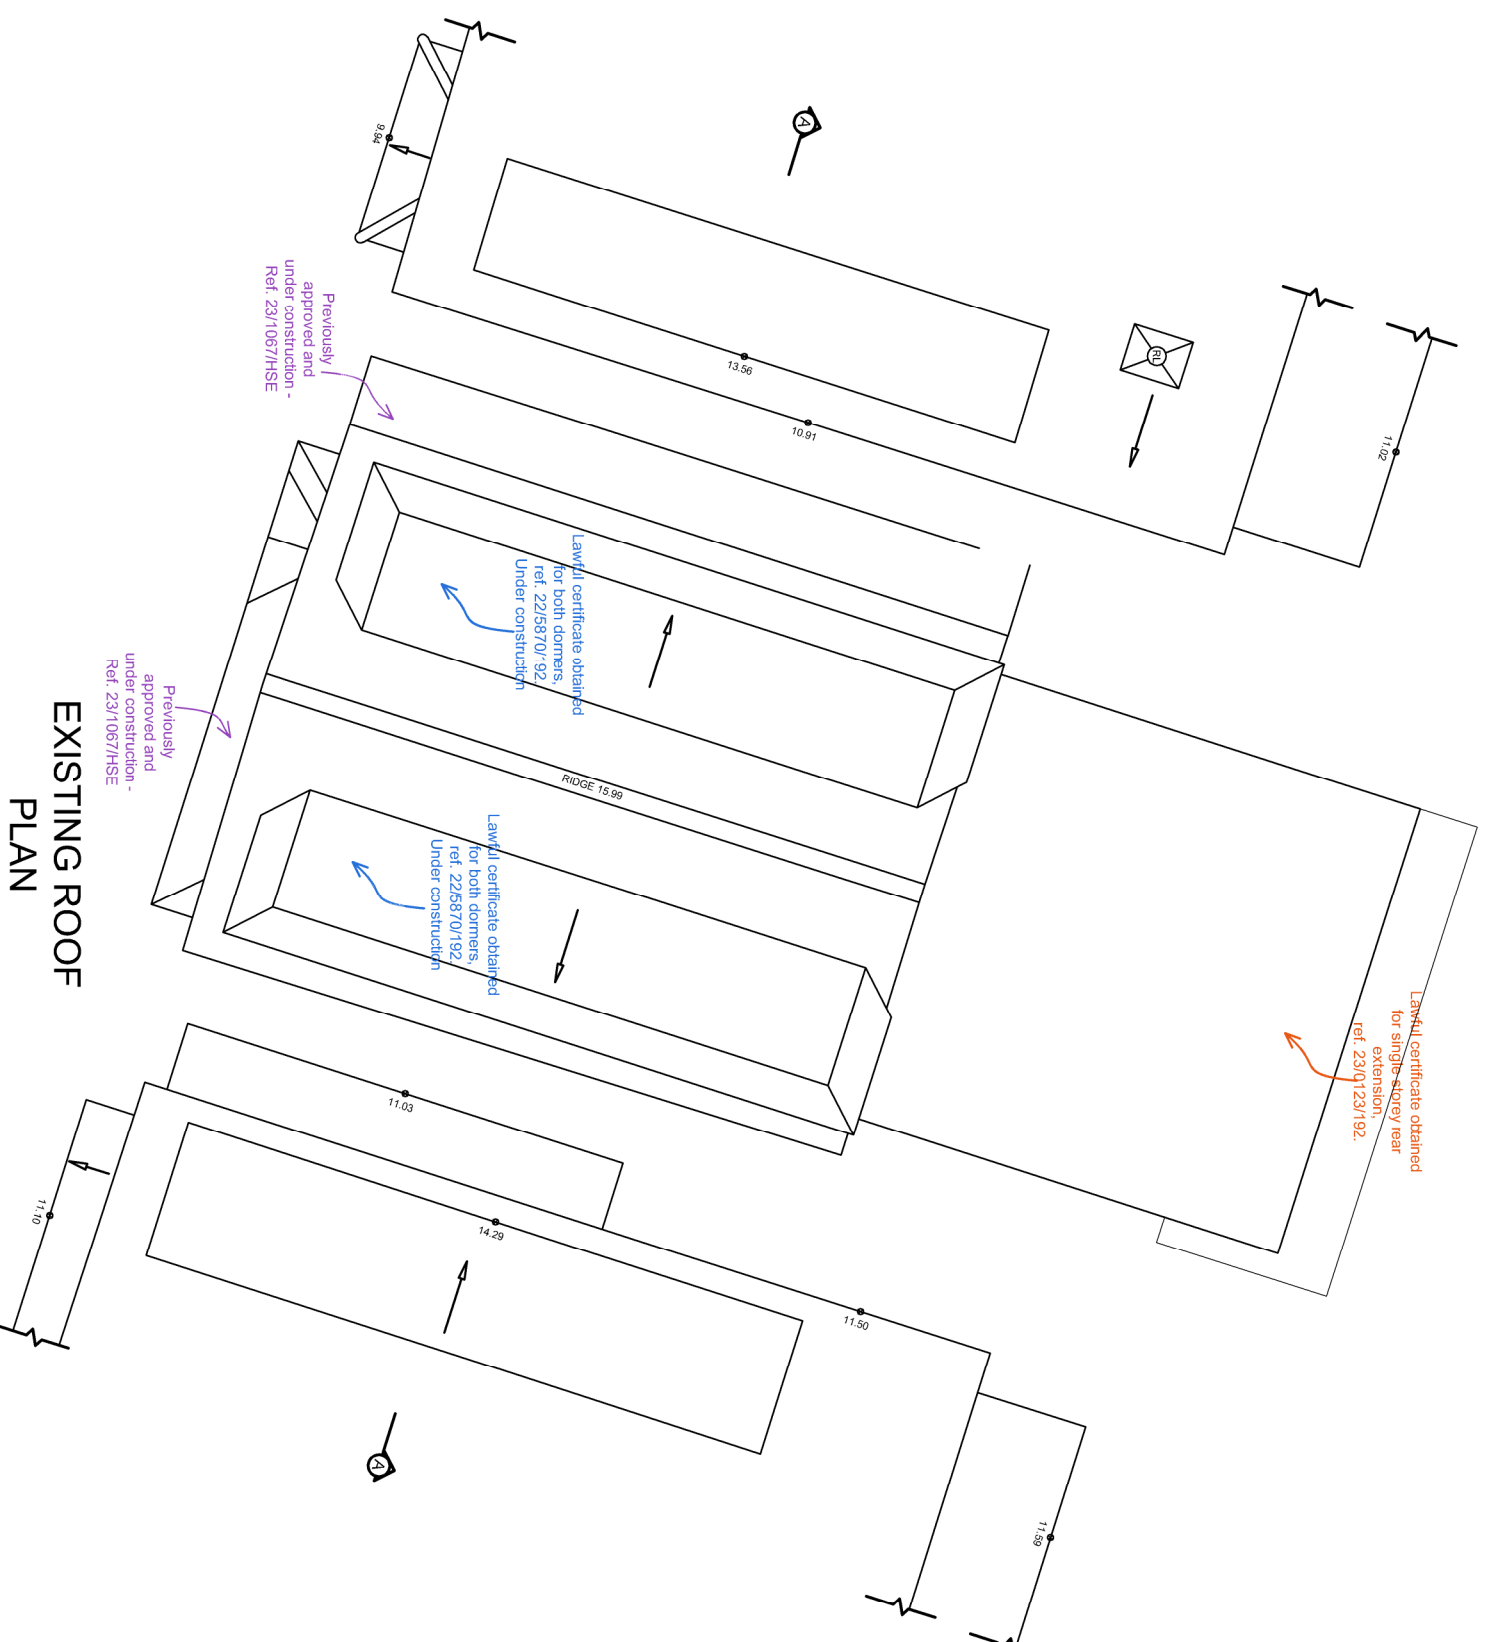 EXISTING ROOF
PLAN
Previously
approved and
under construction -
Ref. 23/1067/HSE
Previously
approved and
under construction -
Ref. 23/1067/HSE
Lawful certificate obtained
for both dormers,
ref. 22/5870/192.
Under construction
Lawful certificate obtained
for both dormers,
ref. 22/5870/192.
Under construction
Lawful certificate obtained
for single storey rear
extension,
ref. 23/0123/192.
RIDGE 15.99
9.94
13.56
10.91
11.02
RL
A
11.03
14.29
11.50
11.10
11.59
A